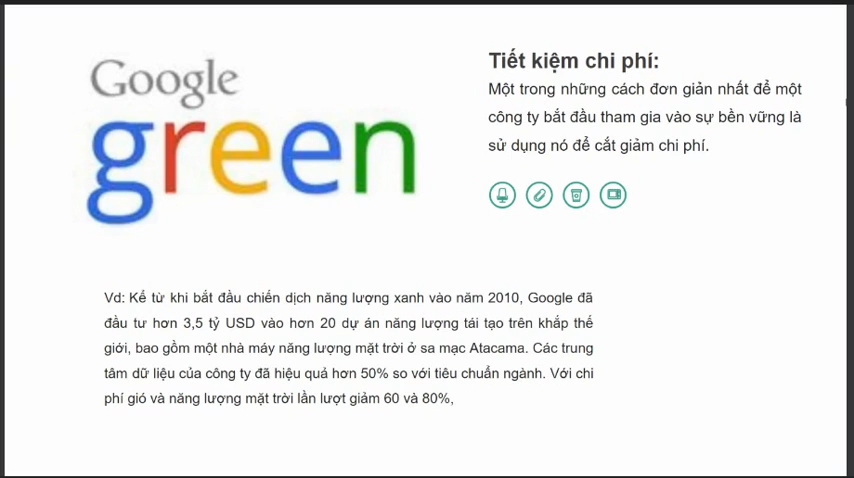 Google
green
Tiết kiệm chi phí:
Một trong những cách đơn giản nhất để một
công ty bắt đầu tham gia vào sự bền vững là
sử dụng nó để cắt giảm chi phí.
Vd: Kể từ khi bắt đầu chiến dịch năng lượng xanh vào năm 2010, Google đã
đầu tư hơn 3,5 tỷ USD vào hơn 20 dự án năng lượng tái tạo trên khắp thế
giới, bao gồm một nhà máy năng lượng mặt trời ở sa mạc Atacama. Các trung
tâm dữ liệu của công ty đã hiệu quả hơn 50% so với tiêu chuẩn ngành. Với chi
phí gió và năng lượng mặt trời lần lượt giảm 60 và 80%,